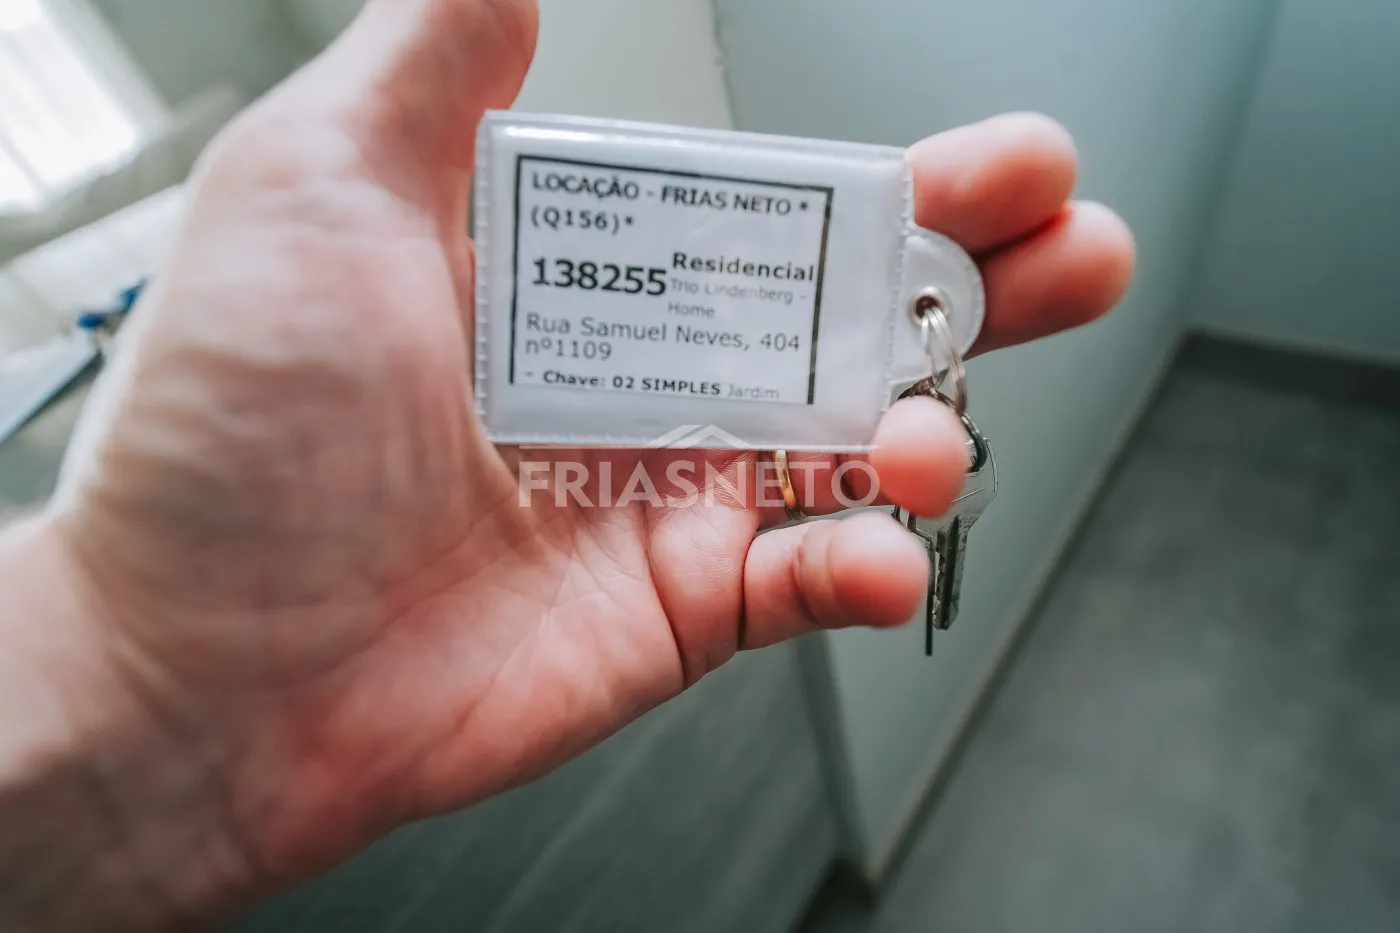 LOCAÇÃO - FRIAS NETO *
(Q156)*
138255 Residencial
Trio Lindenberg -
Home
Rua Samuel Neves, 404
nº1109
- Chave: 02 SIMPLES Jardim
FRIASNETO